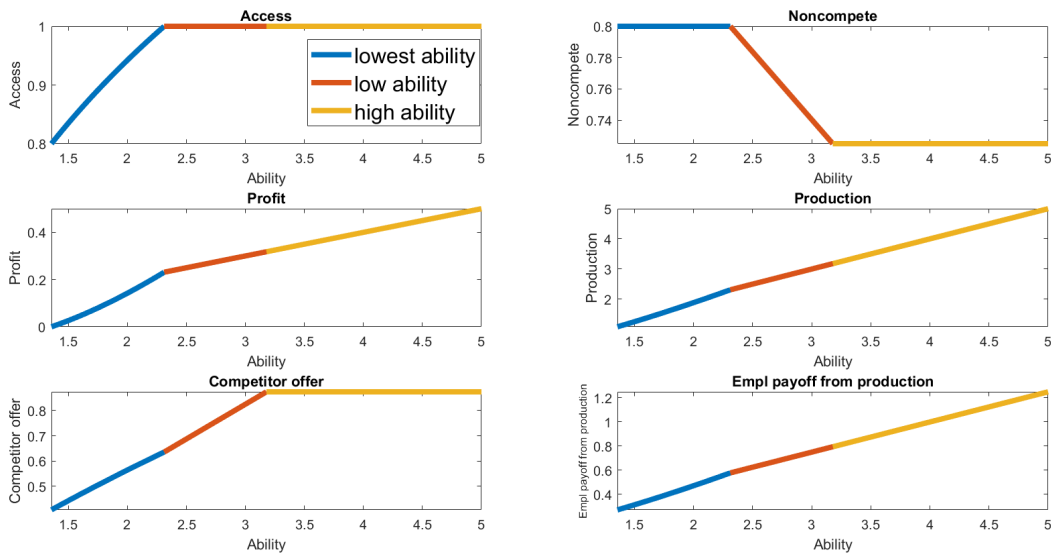 Access
Access
1
0.9
0.8
1.5 2 2.5 3 3.5 4 4.5 5
Ability
lowest ability
low ability
high ability
Noncompete
Noncompete
0.8
0.78
0.76
0.74
1.5 2 2.5 3 3.5 4 4.5 5
Ability
Profit
Profit
0.4
0.2
0
1.5 2 2.5 3 3.5 4 4.5 5
Ability
Production
Production
5
4
3
2
1.5 2 2.5 3 3.5 4 4.5 5
Ability
Competitor offer
Competitor offer
0.8
0.7
0.6
0.5
1.5 2 2.5 3 3.5 4 4.5 5
Ability
Empl payoff from production
Empl payoff from production
1.2
1
0.8
0.6
0.4
1.5 2 2.5 3 3.5 4 4.5 5
Ability